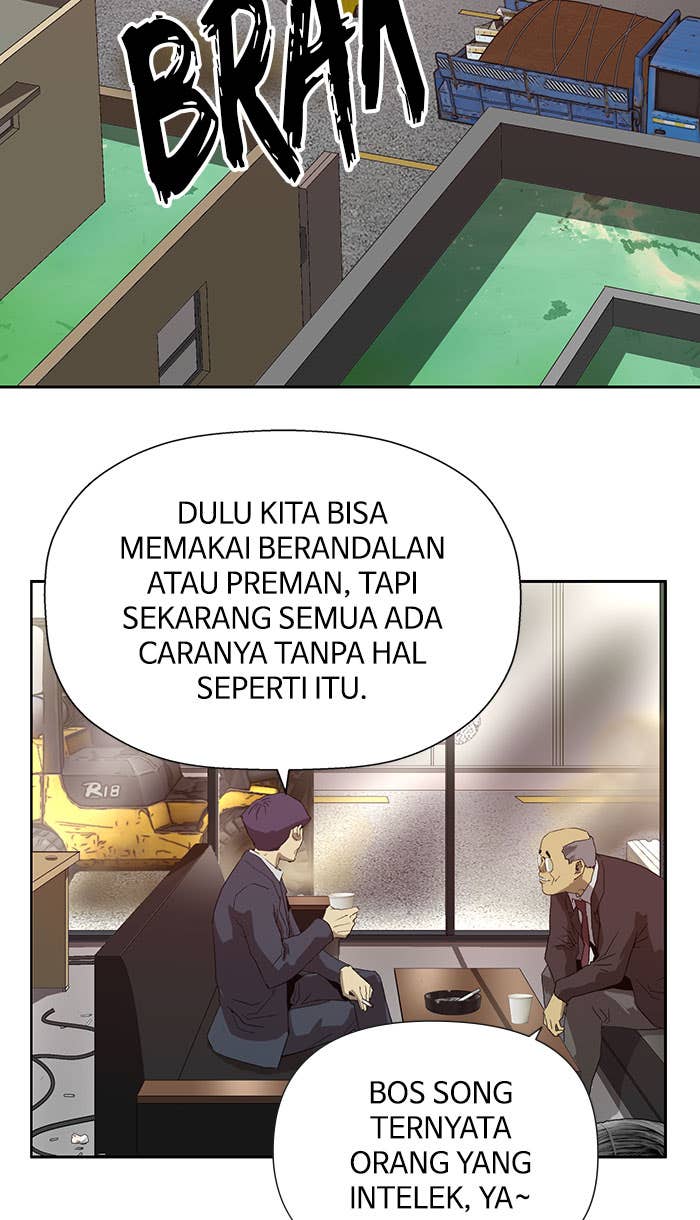 BRAK
DULU KITA BISA
MEMAKAI BERANDALAN
ATAU PREMAN, TAPI
SEKARANG SEMUA ADA
CARANYA TANPA HAL
SEPERTI ITU.
R18
BOS SONG
TERNYATA
ORANG YANG
INTELEK, YA~